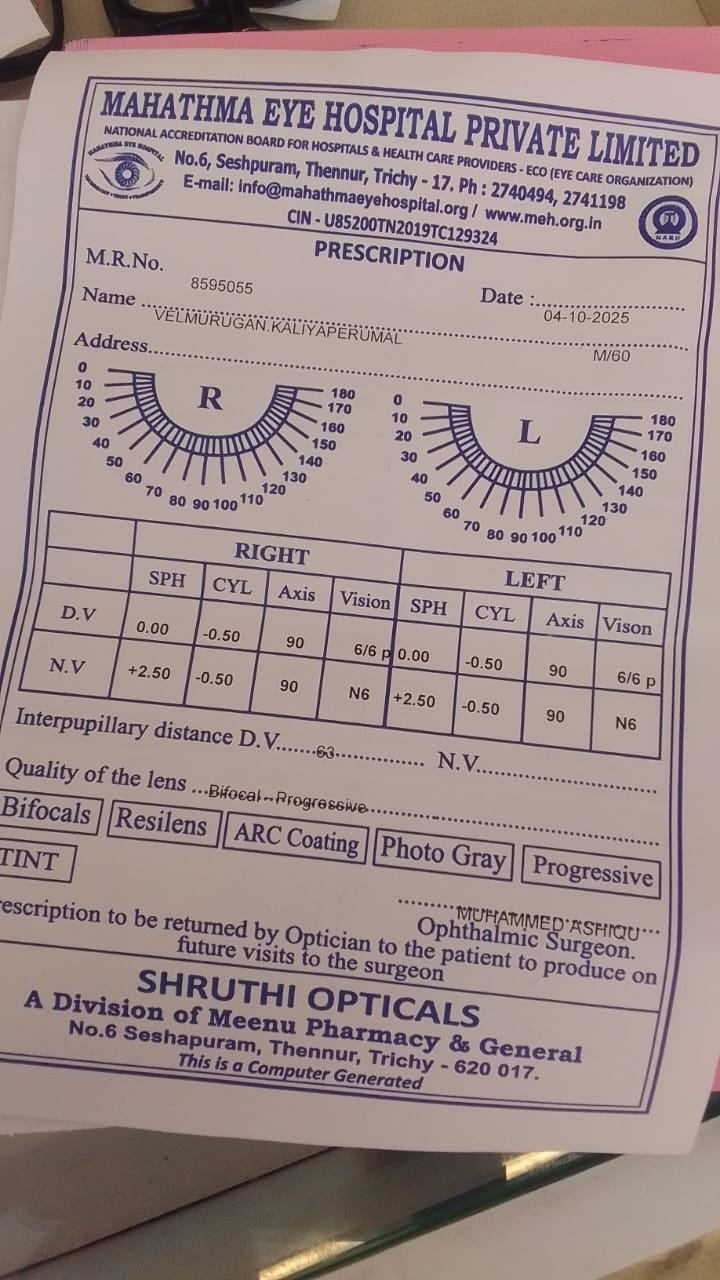 MAHATHMA EYE HOSPITAL PRIVATE LIMITED
NATIONAL ACCREDITATION BOARD FOR HOSPITALS & HEALTH CARE PROVIDERS - ECO (EYE CARE ORGANIZATION)
MAHATHMA EYE HOSPITAL
No.6, Seshpuram, Thennur, Trichy - 17. Ph : 2740494, 2741198
E-mail: info@mahathmaeyehospital.org / www.meh.org.in
CIN - U85200TN2019TC129324
NABH
PRESCRIPTION
M.R.No. 8595055 Date : 04-10-2025
Name VELMURUGAN.KALIYAPERUMAL M/60
Address
R
0 10 20 30 40 50 60 70 80 90 100 110 120 130 140 150 160 170 180
L
0 10 20 30 40 50 60 70 80 90 100 110 120 130 140 150 160 170 180
RIGHT LEFT
SPH CYL Axis Vision SPH CYL Axis Vison
D.V 0.00 -0.50 90 6/6 p 0.00 -0.50 90 6/6 p
N.V +2.50 -0.50 90 N6 +2.50 -0.50 90 N6
Interpupillary distance D.V.......63................ N.V................................
Quality of the lens ...Bifocal--Progressive................................
Bifocals Resilens ARC Coating Photo Gray Progressive
TINT
MUHAMMED ASHIQU
Ophthalmic Surgeon.
escription to be returned by Optician to the patient to produce on
future visits to the surgeon
SHRUTHI OPTICALS
A Division of Meenu Pharmacy & General
No.6 Seshapuram, Thennur, Trichy - 620 017.
This is a Computer Generated